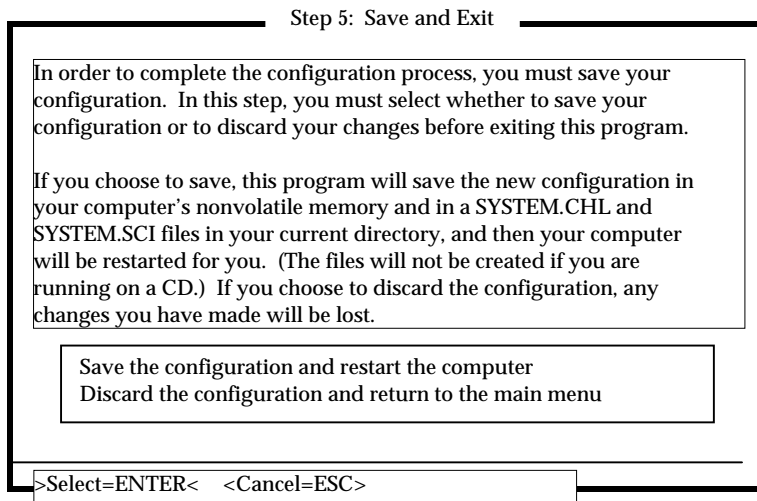 Step 5:  Save and Exit
In order to complete the configuration process, you must save your
configuration.  In this step, you must select whether to save your
configuration or to discard your changes before exiting this program.
If you choose to save, this program will save the new configuration in
your computer's nonvolatile memory and in a SYSTEM.CHL and
SYSTEM.SCI files in your current directory, and then your computer
will be restarted for you.  (The files will not be created if you are
running on a CD.)  If you choose to discard the configuration, any
changes you have made will be lost.
Save the configuration and restart the computer
Discard the configuration and return to the main menu
>Select=ENTER<   <Cancel=ESC>